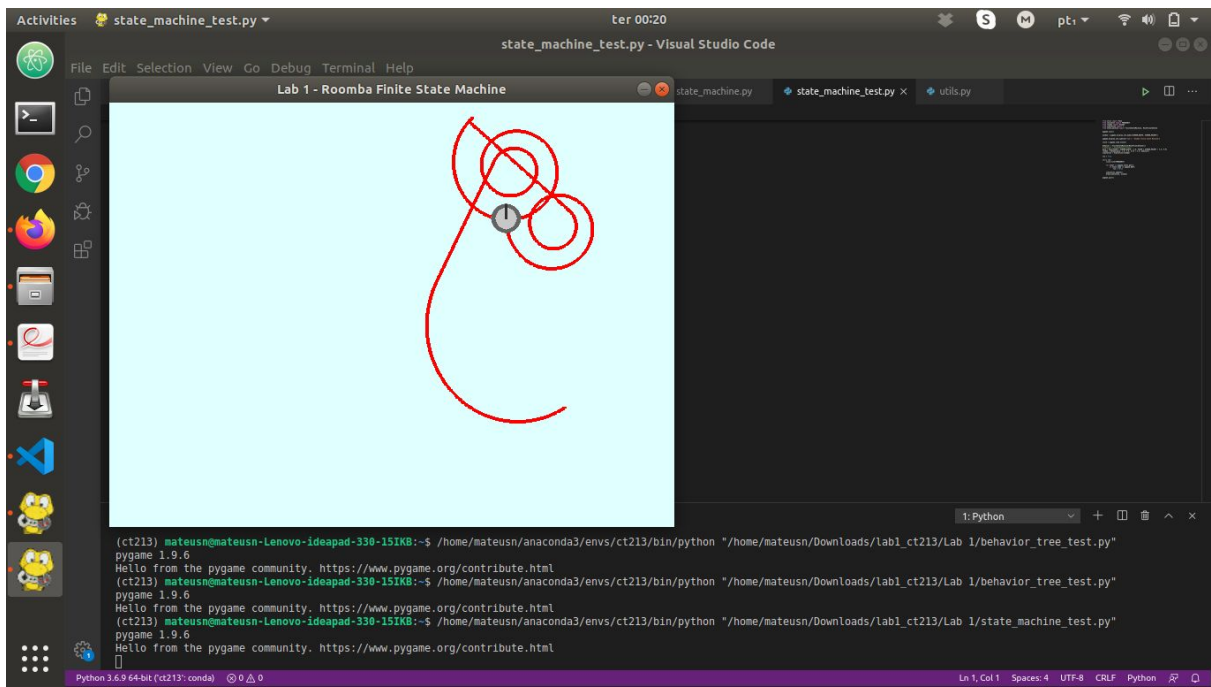 Activities state_machine_test.py ter 00:20 S M pt₁
state_machine_test.py - Visual Studio Code
File Edit Selection View Go Debug Terminal Help
Lab 1 - Roomba Finite State Machine
state_machine.py state_machine_test.py utils.py
1: Python
(ct213) mateusn@mateusn-Lenovo-ideapad-330-15IKB:~$ /home/mateusn/anaconda3/envs/ct213/bin/python "/home/mateusn/Downloads/lab1_ct213/Lab 1/behavior_tree_test.py"
pygame 1.9.6
Hello from the pygame community. https://www.pygame.org/contribute.html
(ct213) mateusn@mateusn-Lenovo-ideapad-330-15IKB:~$ /home/mateusn/anaconda3/envs/ct213/bin/python "/home/mateusn/Downloads/lab1_ct213/Lab 1/behavior_tree_test.py"
pygame 1.9.6
Hello from the pygame community. https://www.pygame.org/contribute.html
(ct213) mateusn@mateusn-Lenovo-ideapad-330-15IKB:~$ /home/mateusn/anaconda3/envs/ct213/bin/python "/home/mateusn/Downloads/lab1_ct213/Lab 1/state_machine_test.py"
pygame 1.9.6
Hello from the pygame community. https://www.pygame.org/contribute.html
Python 3.6.9 64-bit ('ct213': conda) 0 0 Ln 1, Col 1 Spaces: 4 UTF-8 CRLF Python